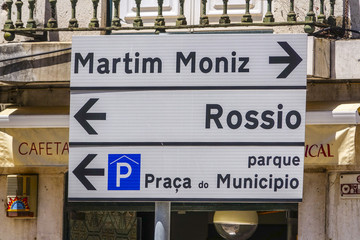 Martim Moniz
Rossio
CAFETA
parque
ICAL
P
Praça do Municipio